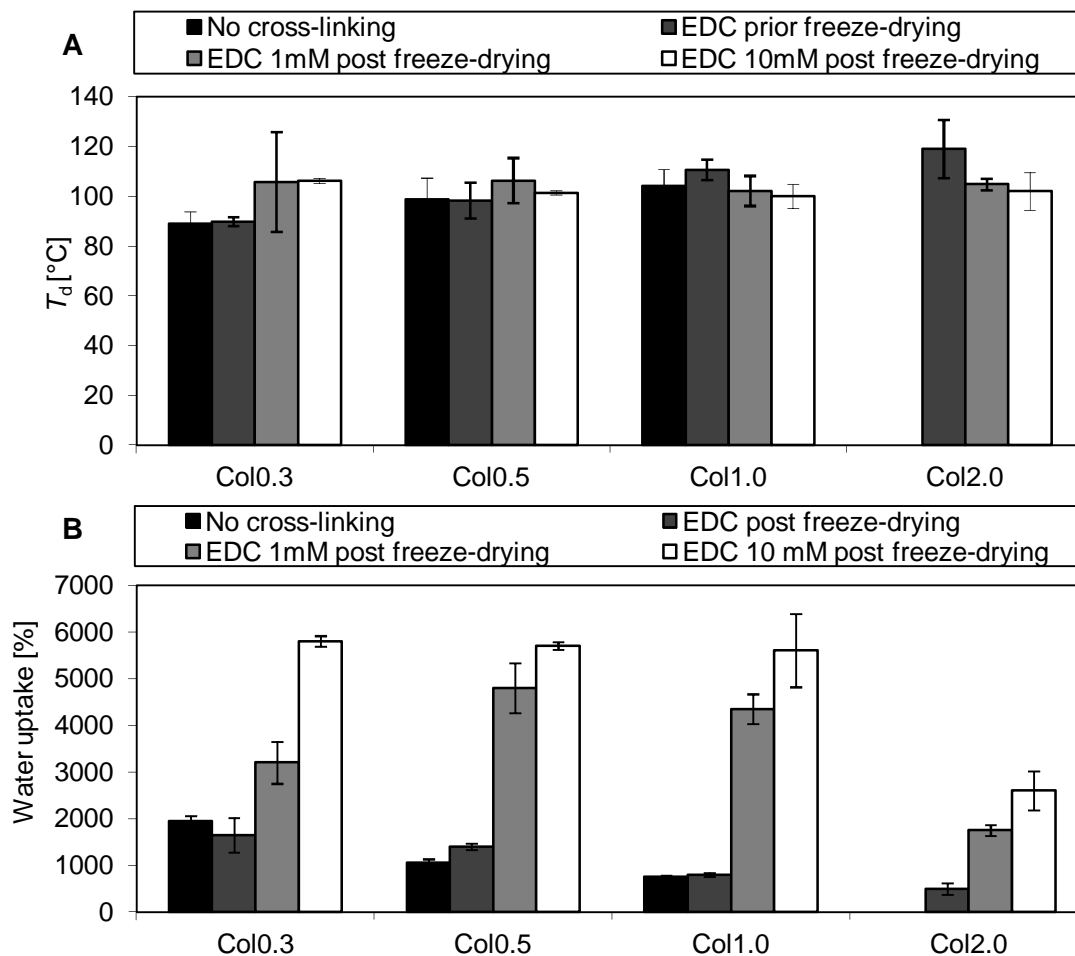 A
No cross-linking EDC prior freeze-drying
EDC 1mM post freeze-drying EDC 10mM post freeze-drying
140
120
100
80
60
40
20
0
Td [°C]
Col0.3 Col0.5 Col1.0 Col2.0
B
No cross-linking EDC post freeze-drying
EDC 1mM post freeze-drying EDC 10 mM post freeze-drying
7000
6000
5000
4000
3000
2000
1000
0
Water uptake [%]
Col0.3 Col0.5 Col1.0 Col2.0